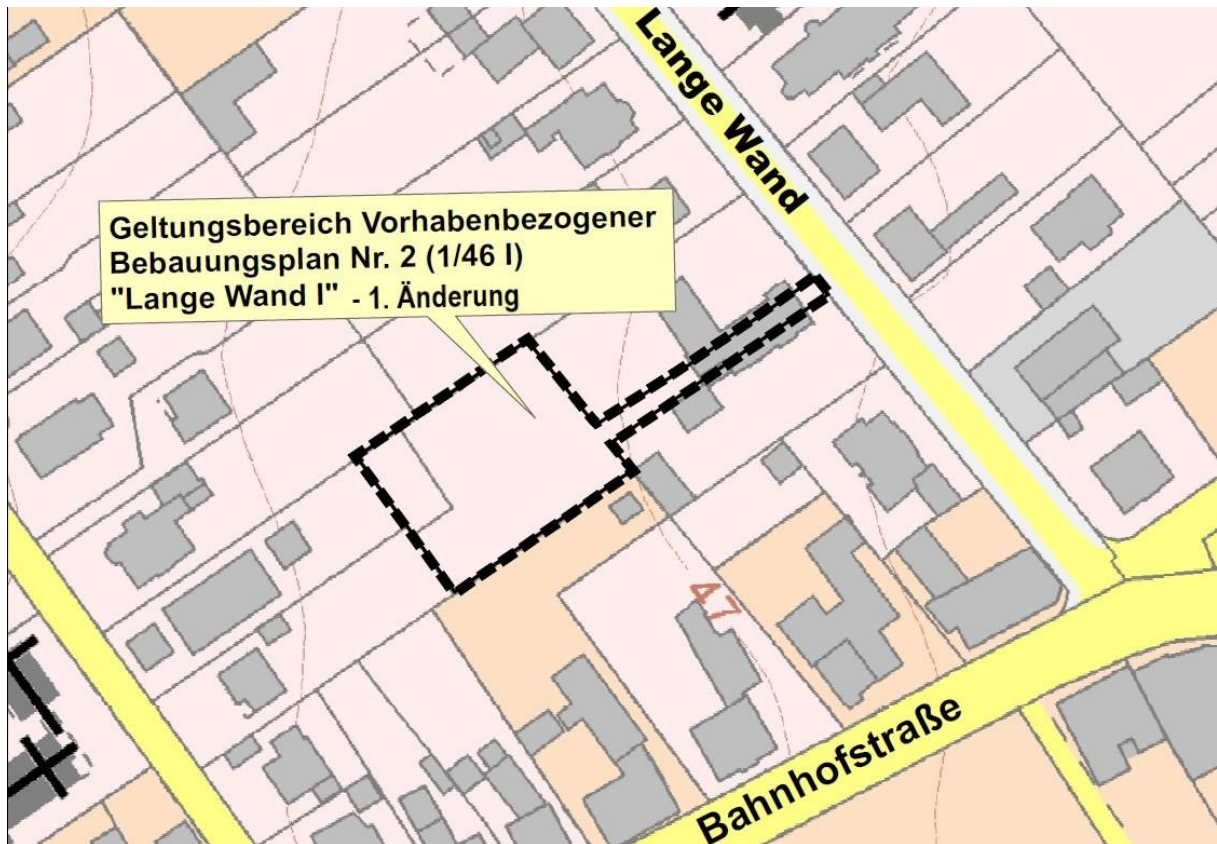 Lange Wand
Geltungsbereich Vorhabenbezogener
Bebauungsplan Nr. 2 (1/46 I)
"Lange Wand I" - 1. Änderung
47
Bahnhofstraße